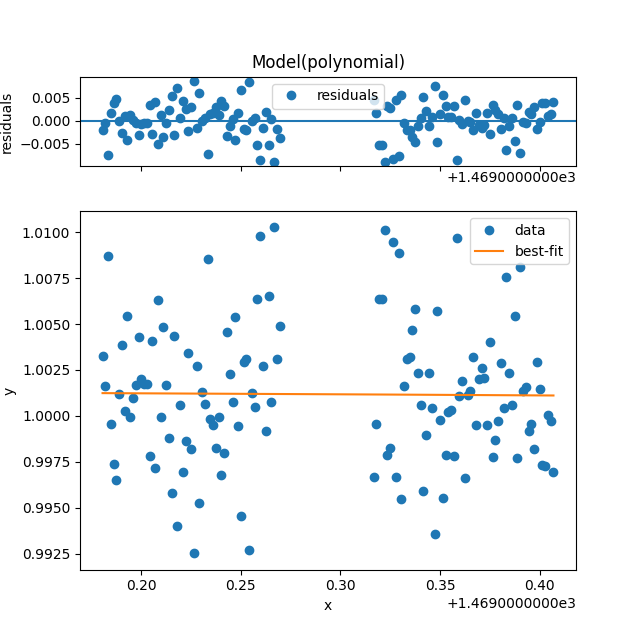 Model(polynomial)
residuals
0.005
0.000
−0.005
residuals
+1.4690000000e3
y
1.0100
1.0075
1.0050
1.0025
1.0000
0.9975
0.9950
0.9925
data
best-fit
0.20 0.25 0.30 0.35 0.40
x
+1.4690000000e3